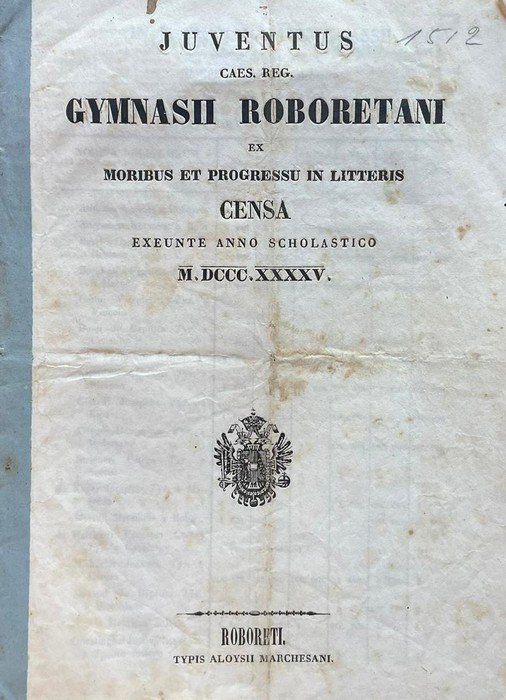 JUVENTUS
1512
CAES. REG.
GYMNASII ROBORETANI
EX
MORIBUS ET PROGRESSU IN LITTERIS
CENSA
EXEUNTE ANNO SCHOLASTICO
M.DCCC.XXXXV.
ROBORETI.
TYPIS ALOYSII MARCHESANI.